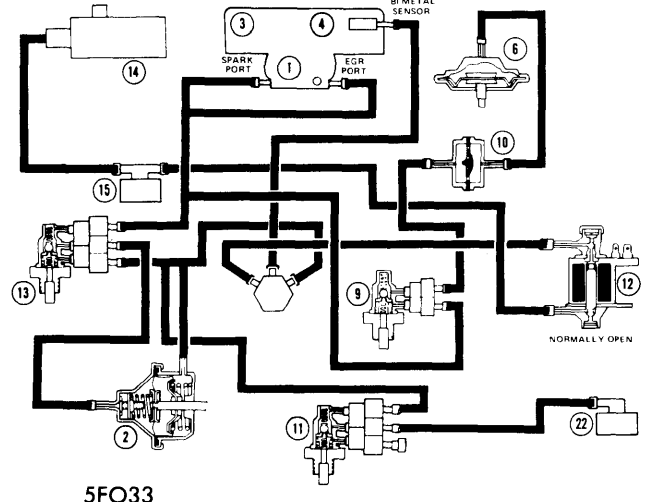 BI METAL
SENSOR
3
4
6
14
SPARK
PORT
1
EGR
PORT
10
15
13
9
12
NORMALLY OPEN
2
11
22
5FO33